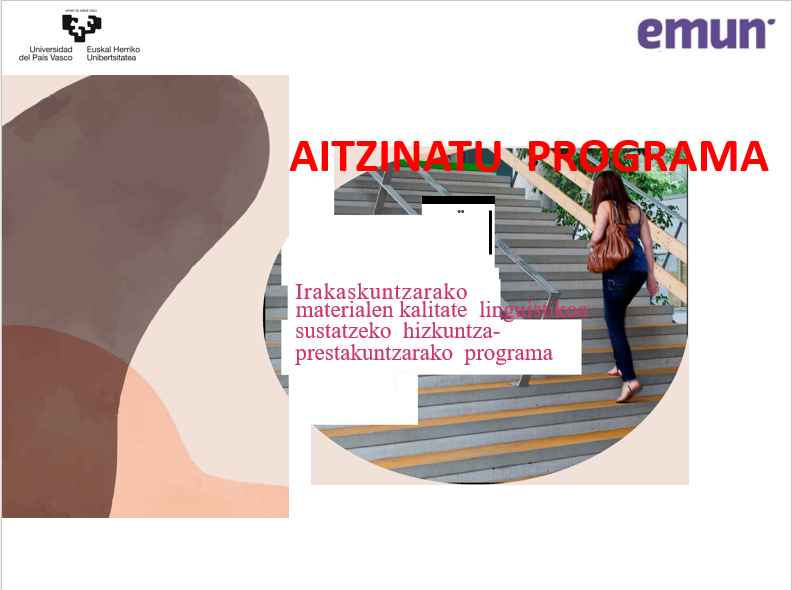 eman ta zabal zazu
Universidad
del País Vasco
Euskal Herriko
Unibertsitatea
emun
AITZINATU PROGRAMA
Irakaskuntzarako
materialen kalitate linguistikoa
sustatzeko hizkuntza-
prestakuntzarako programa